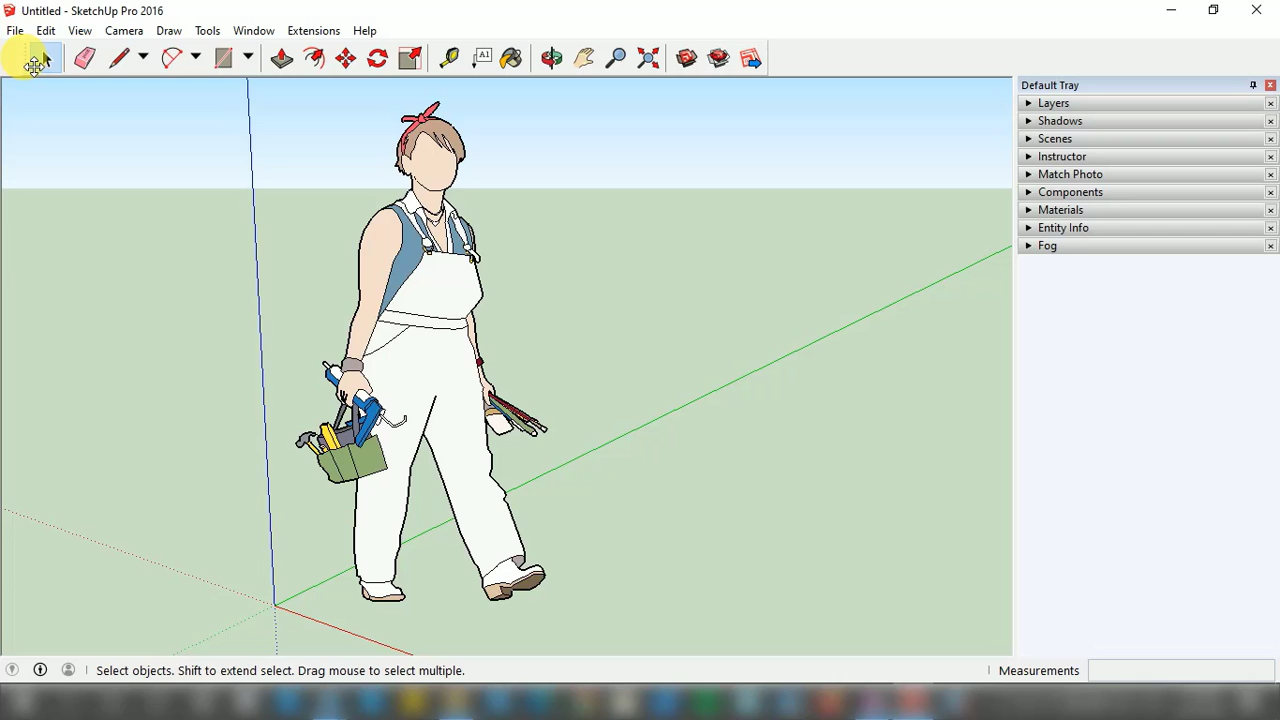 Untitled - SketchUp Pro 2016
File Edit View Camera Draw Tools Window Extensions Help
A1
Default Tray
Layers
Shadows
Scenes
Instructor
Match Photo
Components
Materials
Entity Info
Fog
Select objects. Shift to extend select. Drag mouse to select multiple. Measurements